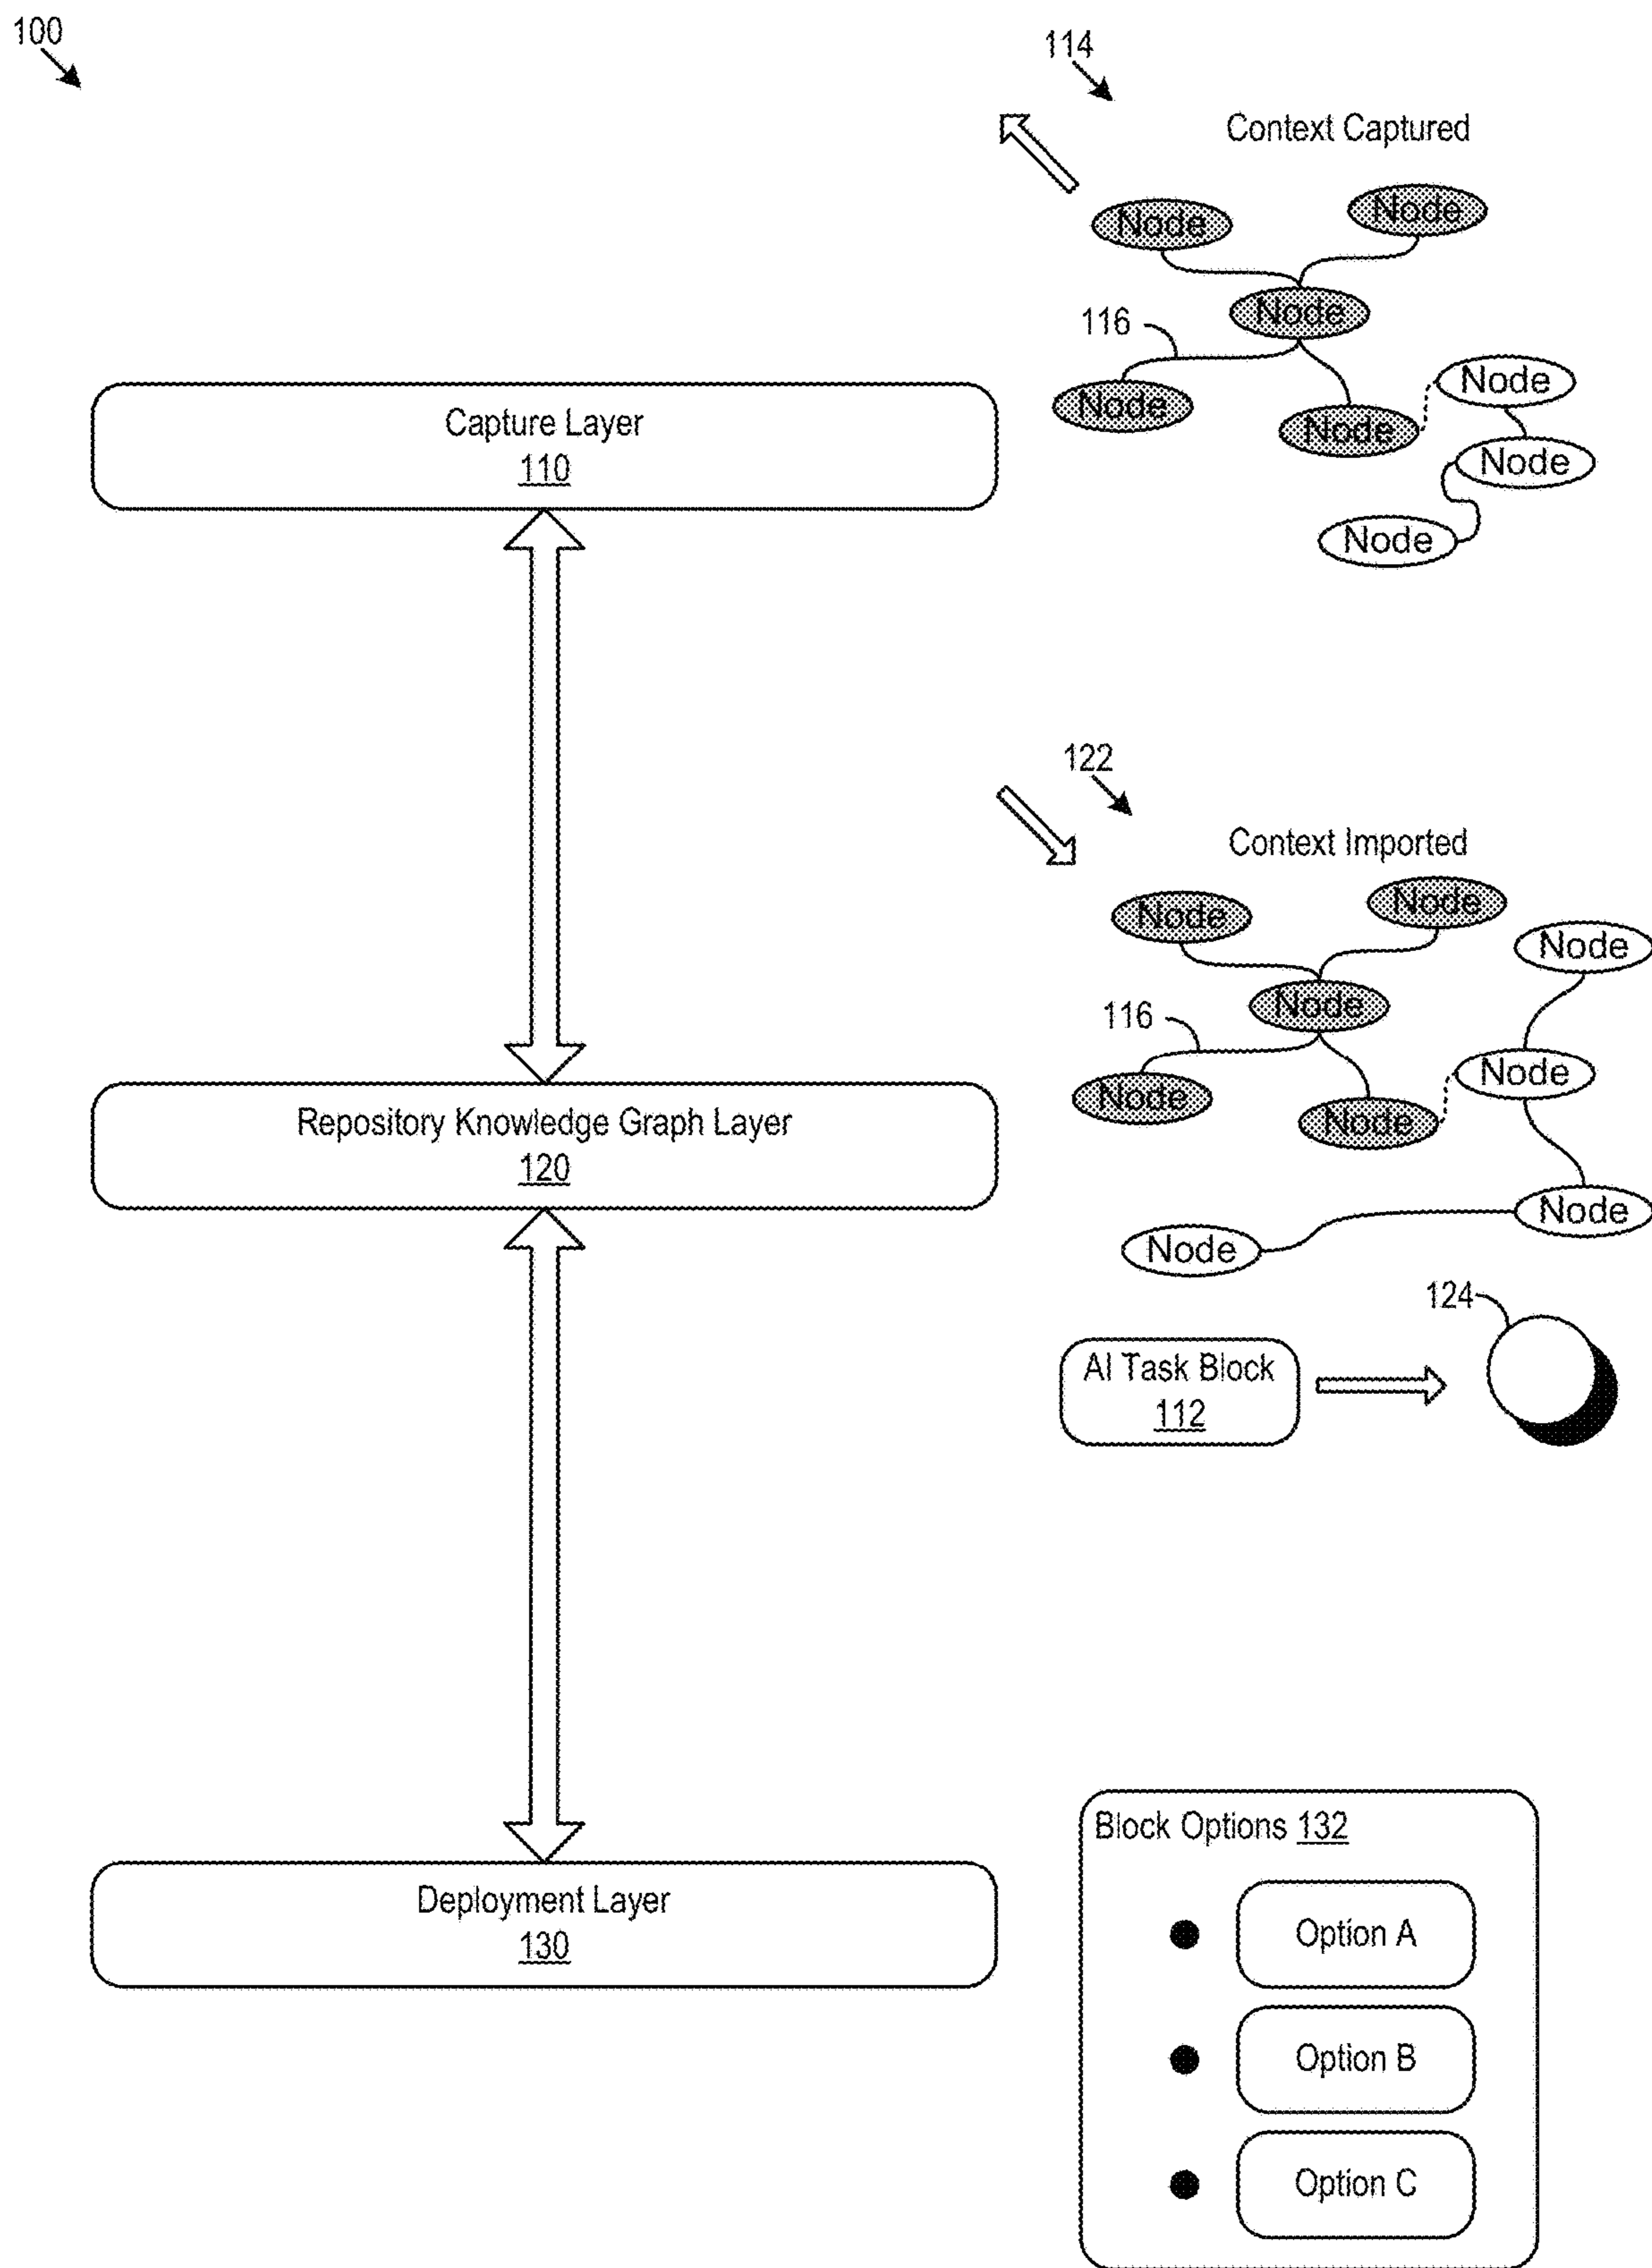 100
114
Context Captured
Node
Node
Node
116
Node
Node
Node
Node
Node
Capture Layer
110
122
Context Imported
Node
Node
Node
Node
116
Node
Node
Node
Node
Node
Repository Knowledge Graph Layer
120
124
AI Task Block
112
Block Options 132
Option A
Option B
Option C
Deployment Layer
130